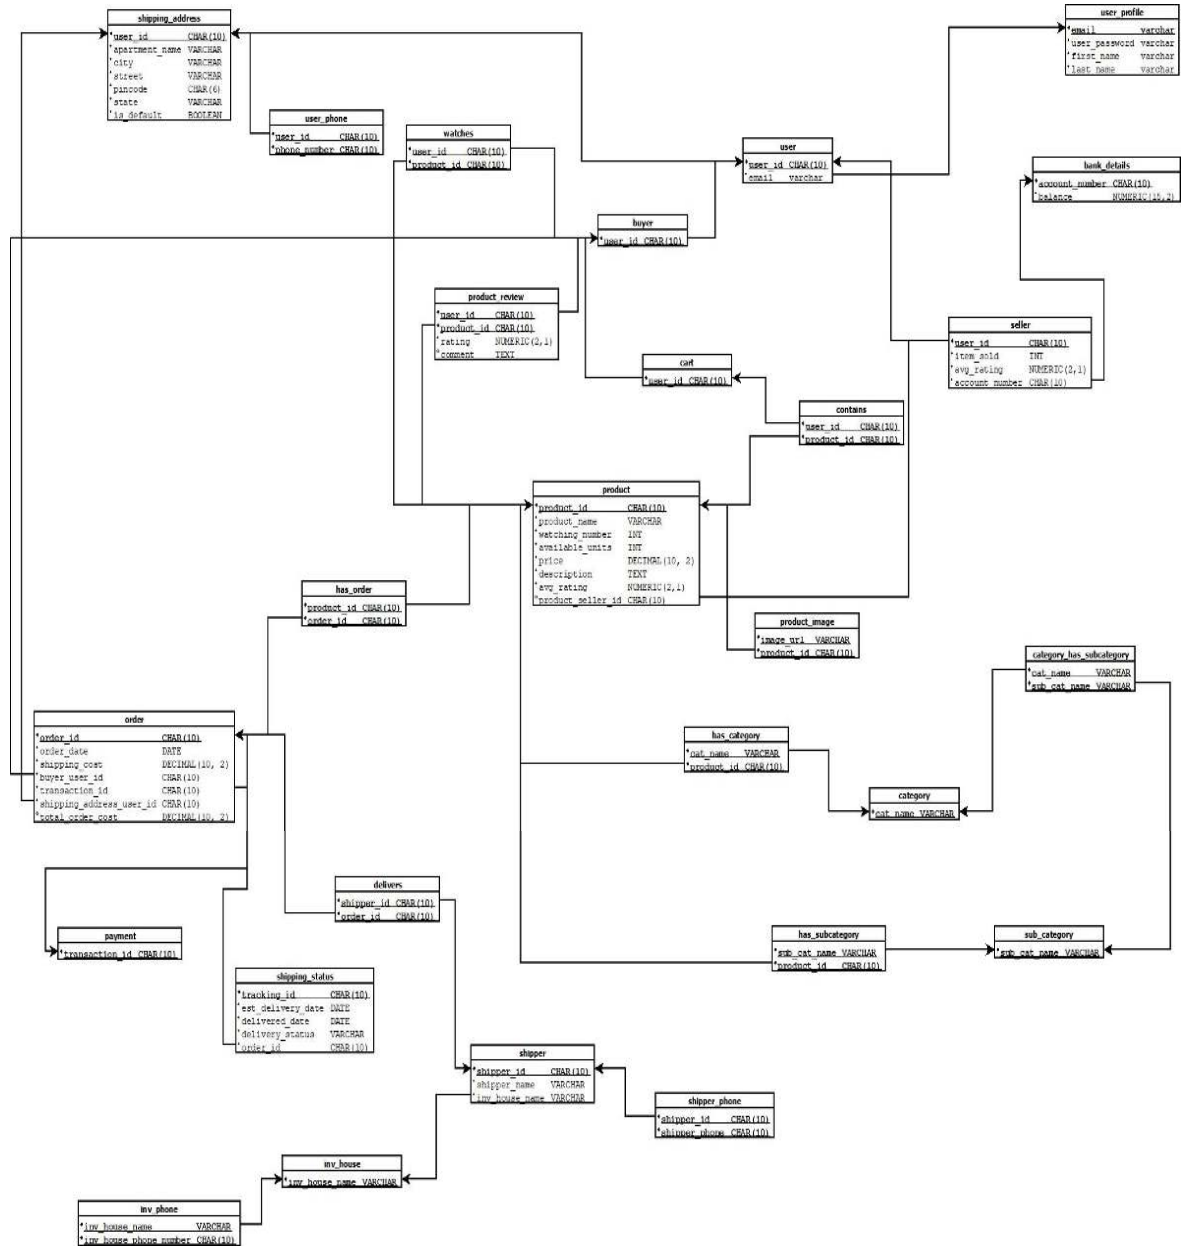 shipping_address
*user_id CHAR(10)
*apartment_name VARCHAR
*city VARCHAR
*street VARCHAR
*pincode CHAR(6)
*state VARCHAR
*is_default BOOLEAN
user_profile
*email varchar
*user_password varchar
*first_name varchar
*last_name varchar
user_phone
*user_id CHAR(10)
*phone_number CHAR(10)
watches
*user_id CHAR(10)
*product_id CHAR(10)
user
*user_id CHAR(10)
*email varchar
bank_details
*account_number CHAR(10)
*balance NUMERIC(15,2)
buyer
*user_id CHAR(10)
product_review
*user_id CHAR(10)
*product_id CHAR(10)
*rating NUMERIC(2,1)
*comment TEXT
seller
*user_id CHAR(10)
*item_sold INT
*avg_rating NUMERIC(2,1)
*account_number CHAR(10)
cart
*user_id CHAR(10)
contains
*user_id CHAR(10)
*product_id CHAR(10)
product
*product_id CHAR(10)
*product_name VARCHAR
*watching_number INT
*available_units INT
*price DECIMAL(10, 2)
*description TEXT
*avg_rating NUMERIC(2,1)
*product_seller_id CHAR(10)
has_order
*product_id CHAR(10)
*order_id CHAR(10)
product_image
*image_url VARCHAR
*product_id CHAR(10)
category_has_subcategory
*cat_name VARCHAR
*sub_cat_name VARCHAR
order
*order_id CHAR(10)
*order_date DATE
*shipping_cost DECIMAL(10, 2)
*buyer_user_id CHAR(10)
*transaction_id CHAR(10)
*shipping_address_user_id CHAR(10)
*total_order_cost DECIMAL(10, 2)
has_category
*cat_name VARCHAR
*product_id CHAR(10)
category
*cat_name VARCHAR
delivers
*shipper_id CHAR(10)
*order_id CHAR(10)
payment
*transaction_id CHAR(10)
has_subcategory
*sub_cat_name VARCHAR
*product_id CHAR(10)
sub_category
*sub_cat_name VARCHAR
shipping_status
*tracking_id CHAR(10)
*est_delivery_date DATE
*delivered_date DATE
*delivery_status VARCHAR
*order_id CHAR(10)
shipper
*shipper_id CHAR(10)
*shipper_name VARCHAR
*inv_house_name VARCHAR
shipper_phone
*shipper_id CHAR(10)
*shipper_phone CHAR(10)
inv_house
*inv_house_name VARCHAR
inv_phone
*inv_house_name VARCHAR
*inv_house_phone_number CHAR(10)